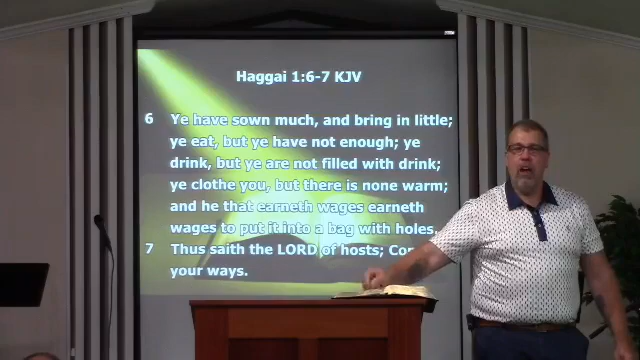 Haggai 1:6-7 KJV
6 Ye have sown much, and bring in little;
ye eat, but ye have not enough; ye
drink, but ye are not filled with drink;
ye clothe you, but there is none warm;
and he that earneth wages earneth
wages to put it into a bag with holes.
7 Thus saith the LORD of hosts;
your ways.